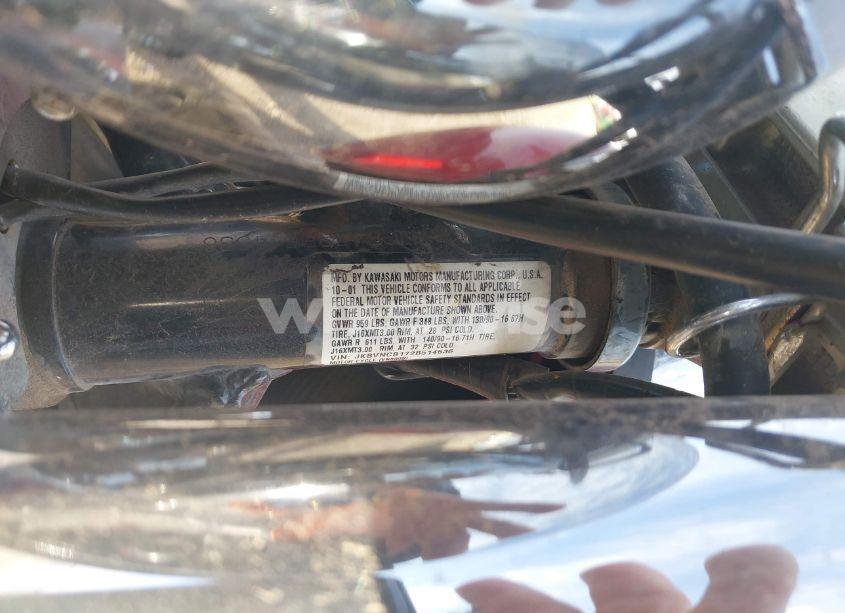 MFD. BY KAWASAKI MOTORS MANUFACTURING CORP., U.S.A.
10-01 THIS VEHICLE CONFORMS TO ALL APPLICABLE
FEDERAL MOTOR VEHICLE SAFETY STANDARDS IN EFFECT
ON THE DATE OF MANUFACTURE SHOWN ABOVE.
GVWR 959 LBS. GAWR F 348 LBS. WITH 130/90-16 67H
TIRE, J16XMT3.00 RIM, AT 28 PSI COLD.
GAWR R 611 LBS. WITH 140/90-16 71H TIRE,
J16XMT3.00 RIM, AT 32 PSI COLD.
VIN: JKBVNCB172B514636
MOTOR CYCLE